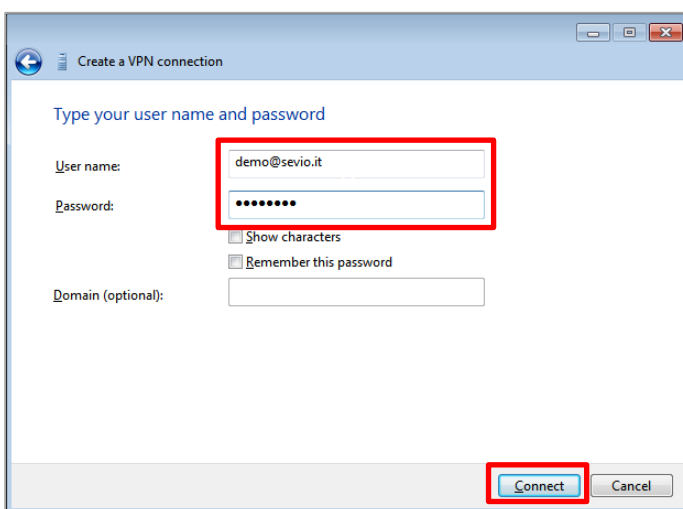 Create a VPN connection
Type your user name and password
User name:
demo@sevio.it
Password:
••••••••
Show characters
Remember this password
Domain (optional):
Connect
Cancel